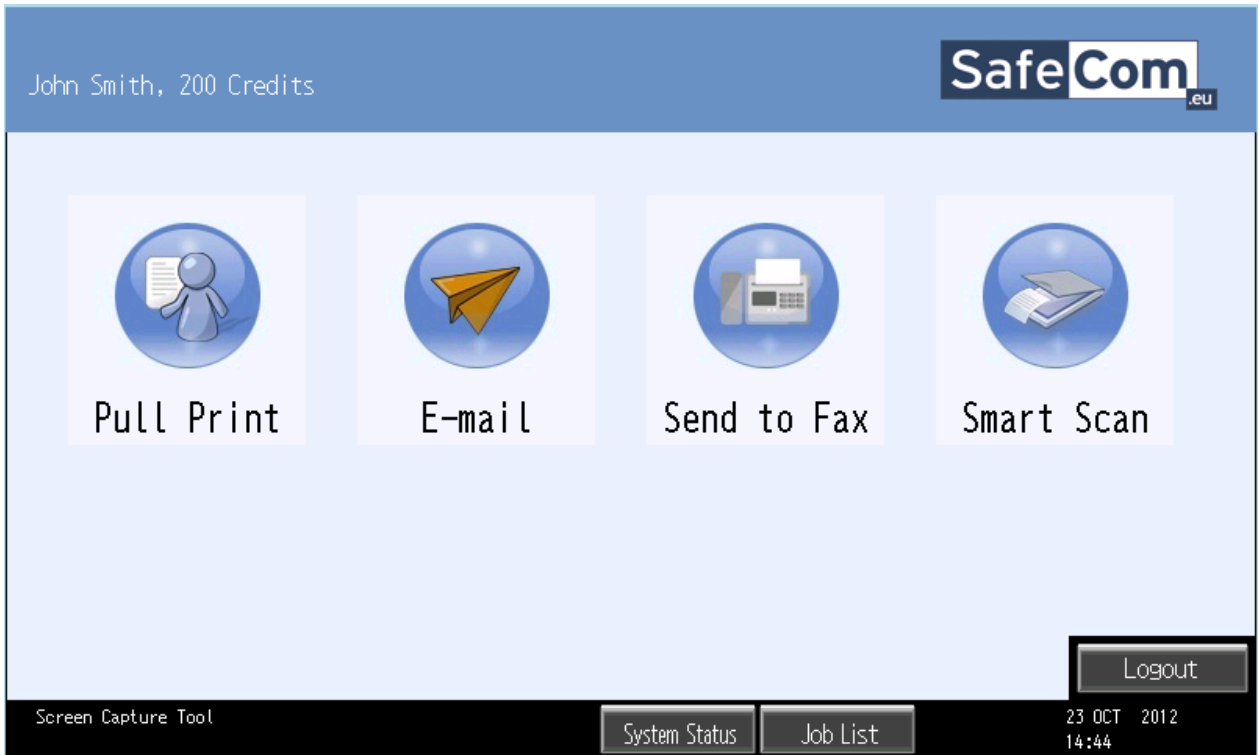 John Smith, 200 Credits
SafeCom
.eu
Pull Print
E-mail
Send to Fax
Smart Scan
Logout
Screen Capture Tool
System Status
Job List
23 OCT 2012
14:44